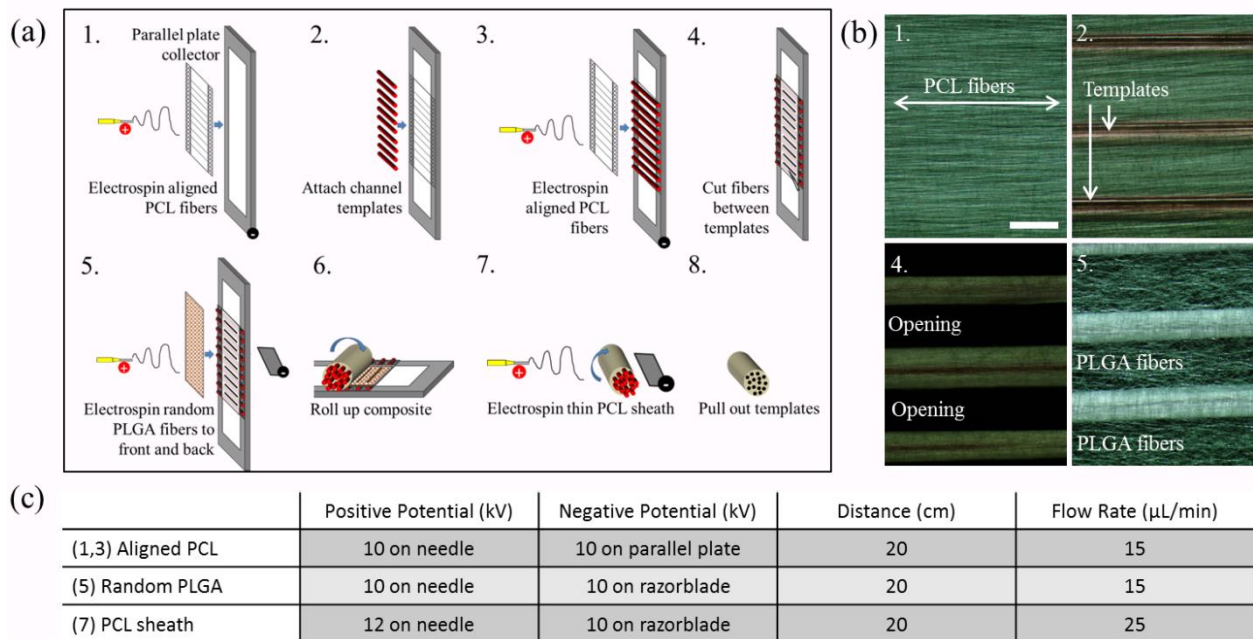 (a)
1.
Parallel plate
collector
+
Electrospin aligned
PCL fibers
-
2.
Attach channel
templates
3.
+
Electrospin
aligned PCL
fibers
-
4.
Cut fibers
between
templates
5.
+
-
Electrospin random
PLGA fibers to
front and back
6.
Roll up composite
7.
+
-
Electrospin thin PCL sheath
8.
Pull out templates
(b)
1.
PCL fibers
2.
Templates
4.
Opening
Opening
5.
PLGA fibers
PLGA fibers
(c)
Positive Potential (kV) Negative Potential (kV) Distance (cm) Flow Rate (µL/min)
(1,3) Aligned PCL 10 on needle 10 on parallel plate 20 15
(5) Random PLGA 10 on needle 10 on razorblade 20 15
(7) PCL sheath 12 on needle 10 on razorblade 20 25